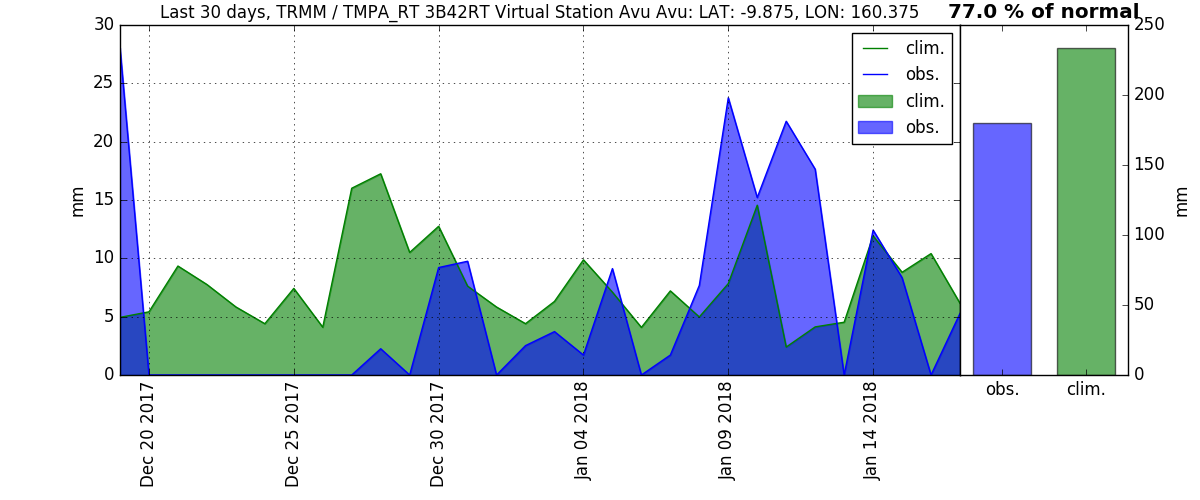 Last 30 days, TRMM / TMPA_RT 3B42RT Virtual Station Avu Avu: LAT: -9.875, LON: 160.375
77.0 % of normal
30
25
20
15
10
5
0
mm
clim.
obs.
clim.
obs.
Dec 20 2017
Dec 25 2017
Dec 30 2017
Jan 04 2018
Jan 09 2018
Jan 14 2018
250
200
150
100
50
0
mm
obs.
clim.